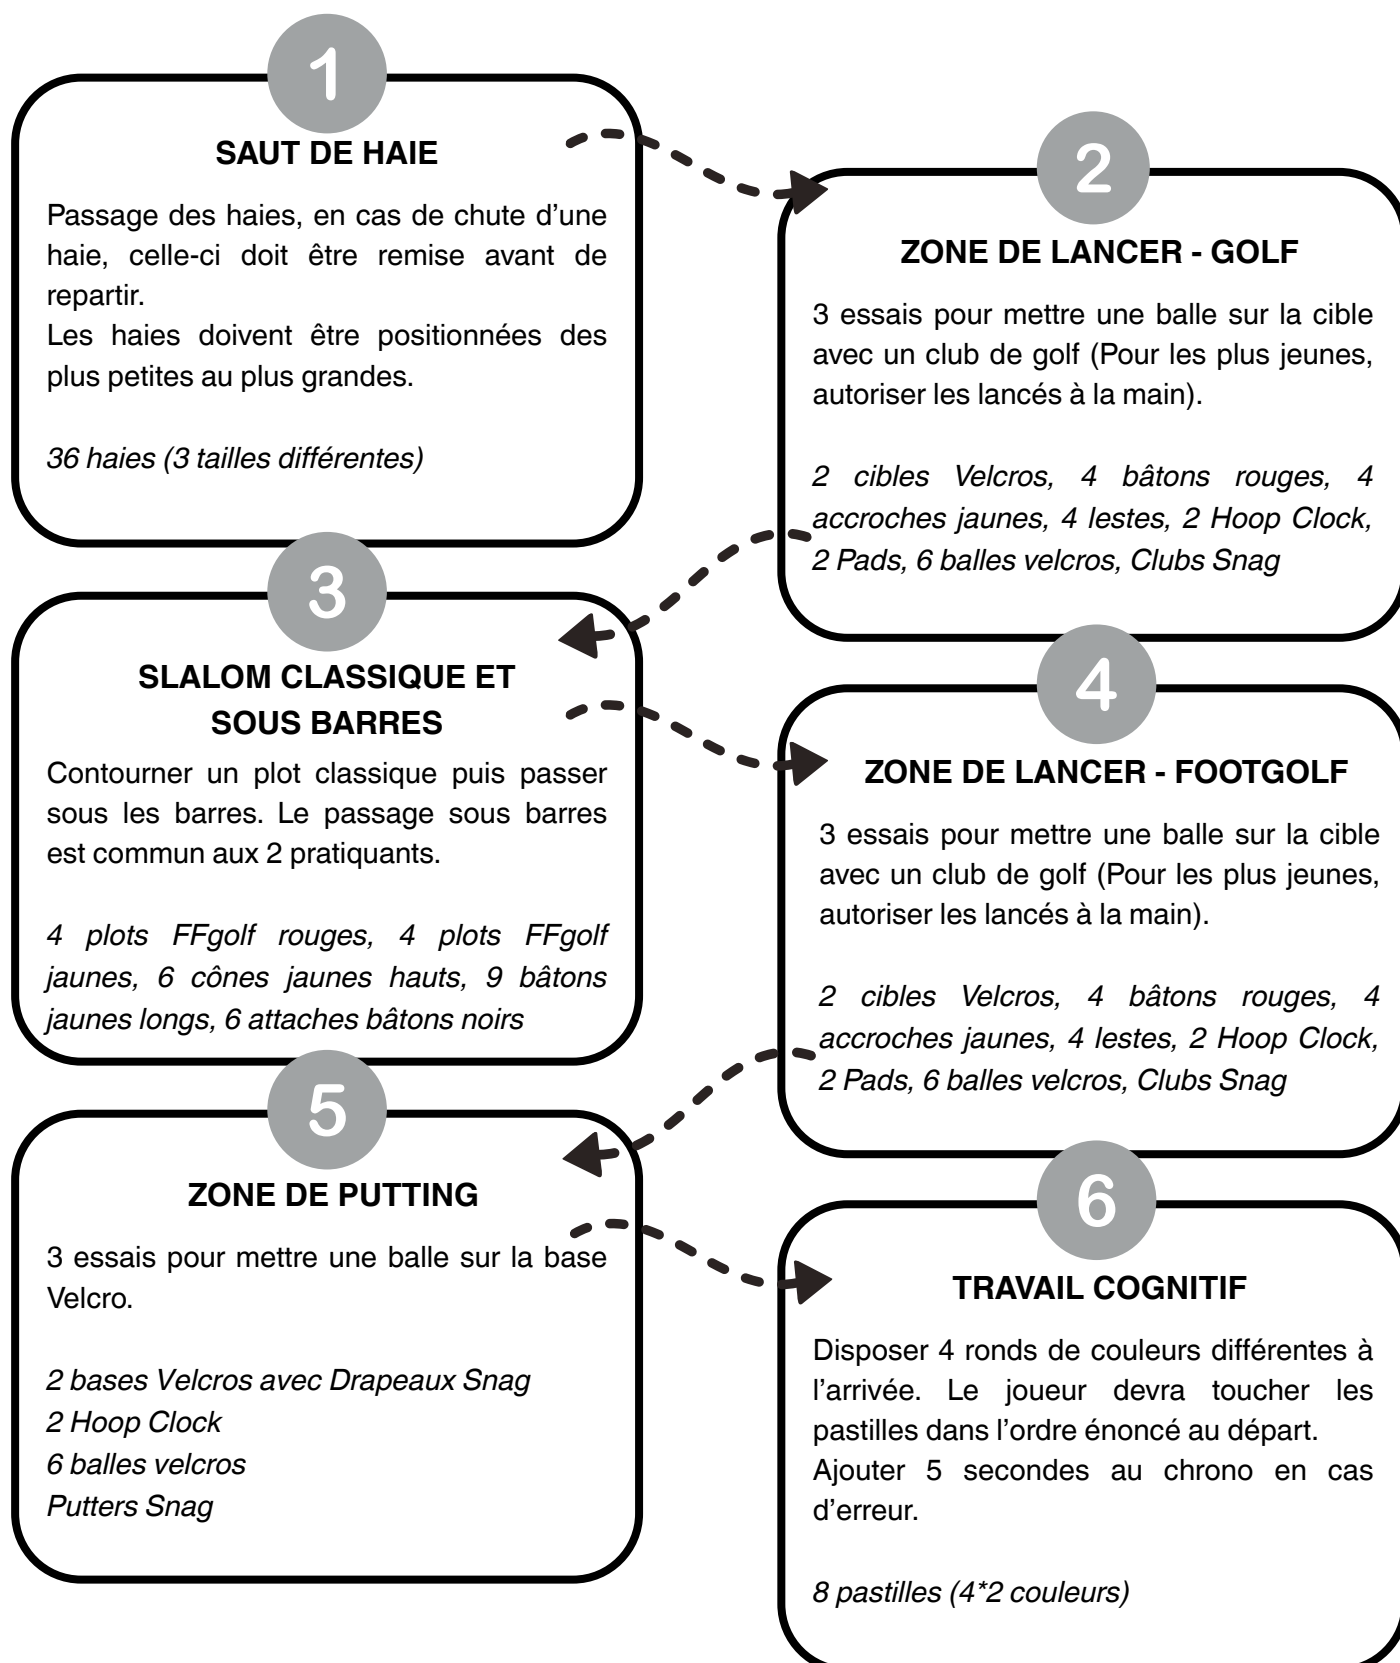 1
SAUT DE HAIE
Passage des haies, en cas de chute d’une
haie, celle-ci doit être remise avant de
repartir.
Les haies doivent être positionnées des
plus petites au plus grandes.
36 haies (3 tailles différentes)
2
ZONE DE LANCER - GOLF
3 essais pour mettre une balle sur la cible
avec un club de golf (Pour les plus jeunes,
autoriser les lancés à la main).
2 cibles Velcros, 4 bâtons rouges, 4
accroches jaunes, 4 lestes, 2 Hoop Clock,
2 Pads, 6 balles velcros, Clubs Snag
3
SLALOM CLASSIQUE ET
SOUS BARRES
Contourner un plot classique puis passer
sous les barres. Le passage sous barres
est commun aux 2 pratiquants.
4 plots FFgolf rouges, 4 plots FFgolf
jaunes, 6 cônes jaunes hauts, 9 bâtons
jaunes longs, 6 attaches bâtons noirs
4
ZONE DE LANCER - FOOTGOLF
3 essais pour mettre une balle sur la cible
avec un club de golf (Pour les plus jeunes,
autoriser les lancés à la main).
2 cibles Velcros, 4 bâtons rouges, 4
accroches jaunes, 4 lestes, 2 Hoop Clock,
2 Pads, 6 balles velcros, Clubs Snag
5
ZONE DE PUTTING
3 essais pour mettre une balle sur la base
Velcro.
2 bases Velcros avec Drapeaux Snag
2 Hoop Clock
6 balles velcros
Putters Snag
6
TRAVAIL COGNITIF
Disposer 4 ronds de couleurs différentes à
l’arrivée. Le joueur devra toucher les
pastilles dans l’ordre énoncé au départ.
Ajouter 5 secondes au chrono en cas
d’erreur.
8 pastilles (4*2 couleurs)